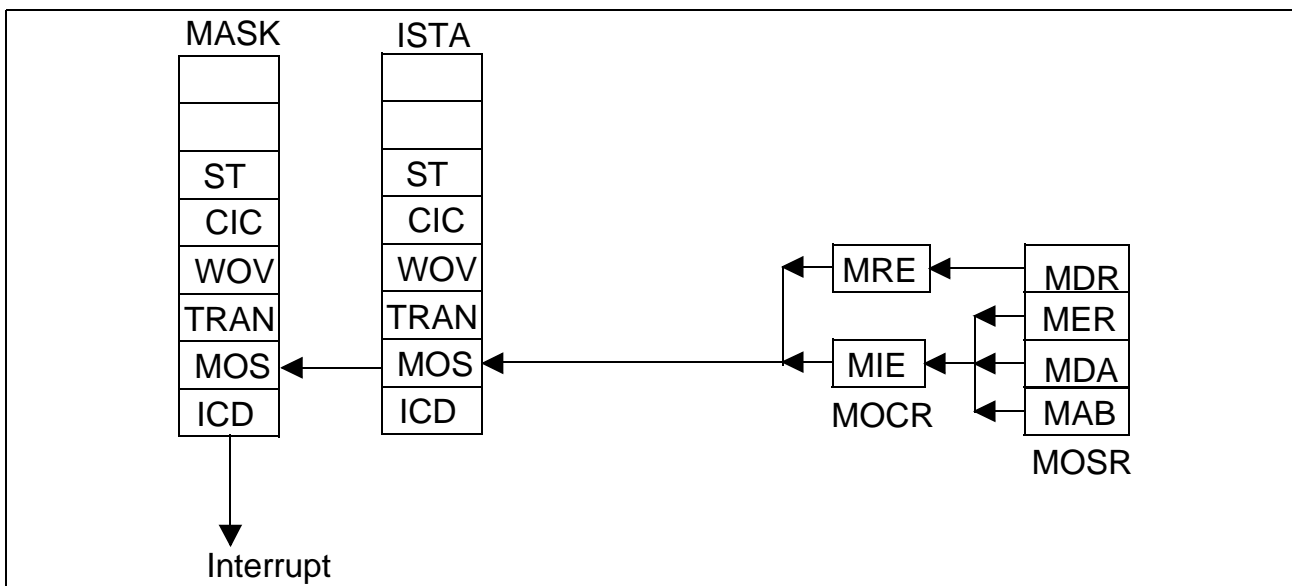 MASK ISTA
ST ST
CIC CIC
WOV WOV MRE MDR
TRAN TRAN MER
MOS MOS MIE MDA
ICD ICD MOCR MAB
MOSR
Interrupt